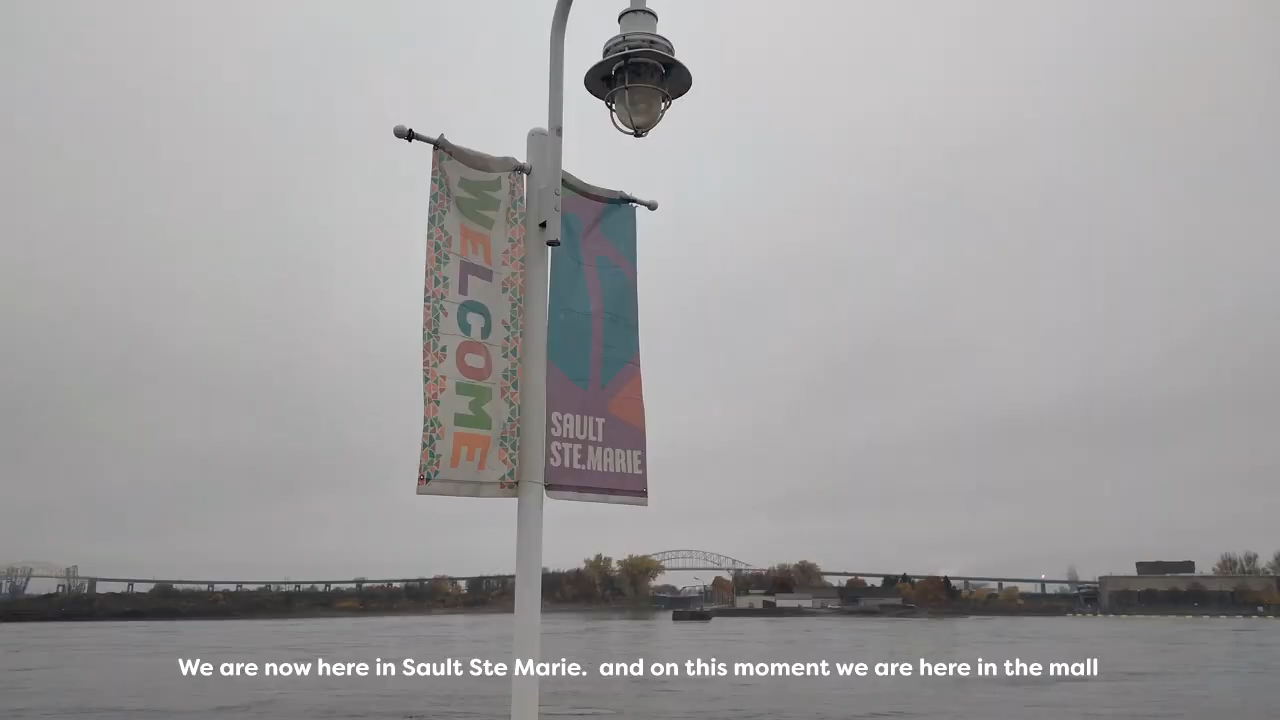 WELCOME
SAULT
STE.MARIE
We are now here in Sault Ste Marie.  and on this moment we are here in the mall